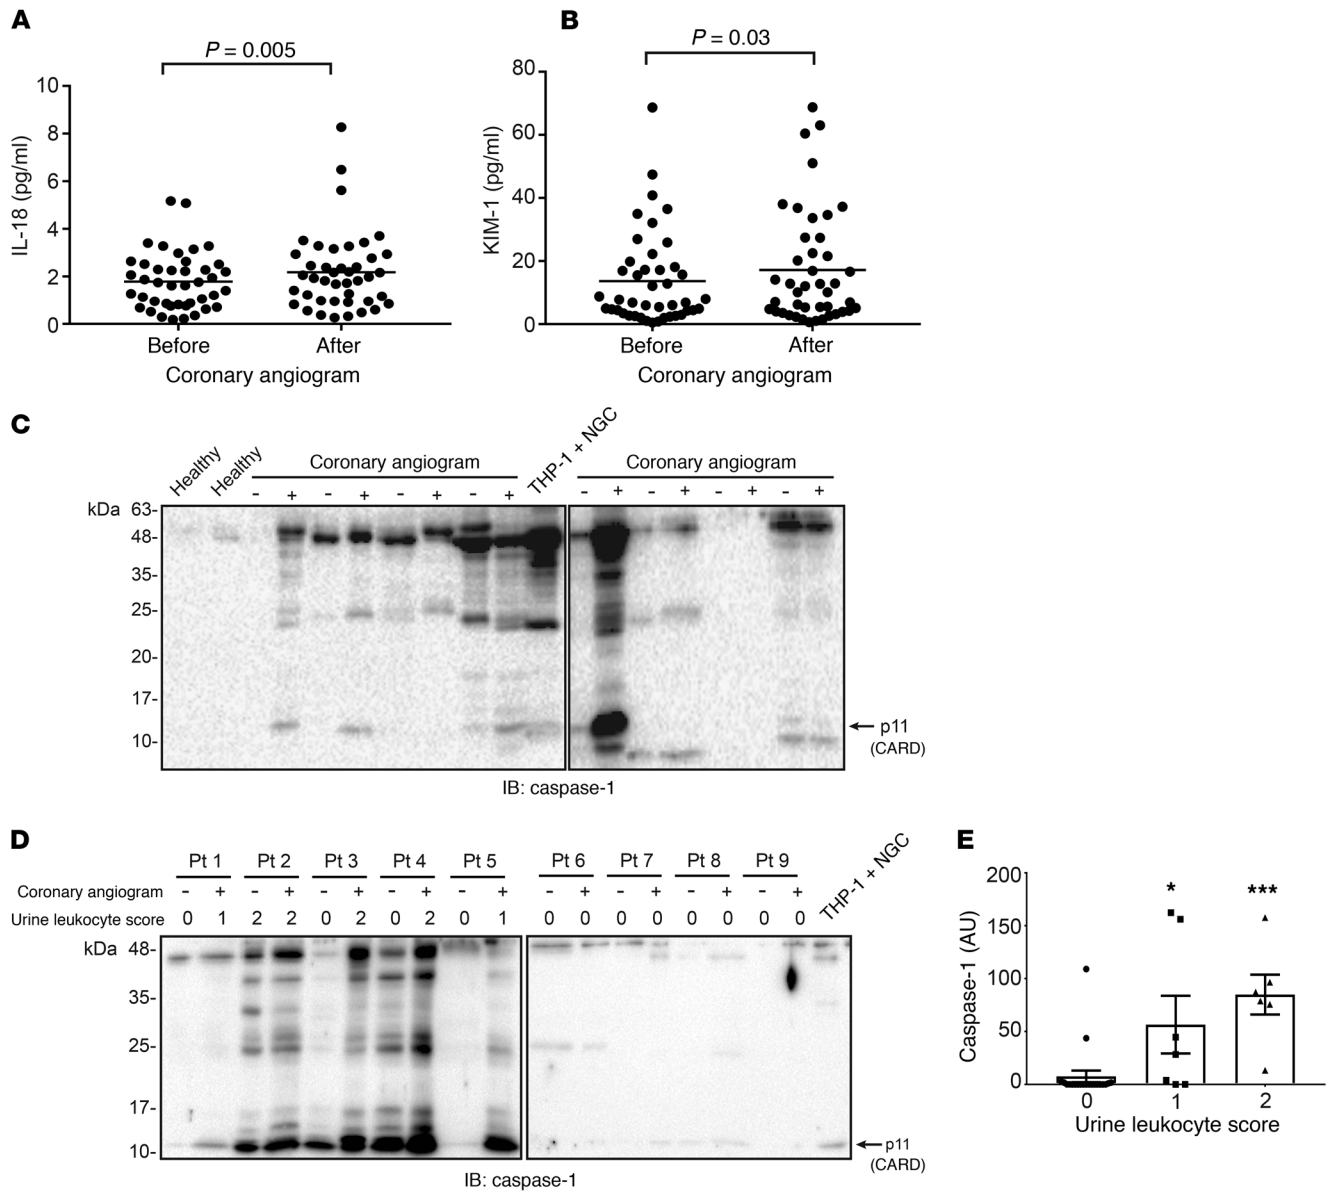 A
P = 0.005
IL-18 (pg/ml)
10
8
6
4
2
0
Before
After
Coronary angiogram
B
P = 0.03
KIM-1 (pg/ml)
80
60
40
20
0
Before
After
Coronary angiogram
C
Healthy
Healthy
Coronary angiogram
THP-1 + NGC
Coronary angiogram
- + - + - + - +
- + - + - + - +
kDa
63-
48-
35-
25-
20-
17-
10-
p11
(CARD)
IB: caspase-1
D
Pt 1 Pt 2 Pt 3 Pt 4 Pt 5 Pt 6 Pt 7 Pt 8 Pt 9
THP-1 + NGC
Coronary angiogram - + - + - + - + - + - + - + - + - +
Urine leukocyte score 0 1 2 2 0 2 0 2 0 1 0 0 0 0 0 0 0 0
kDa
48-
35-
25-
17-
10-
p11
(CARD)
IB: caspase-1
E
Caspase-1 (AU)
200
150
100
50
0
*
***
0 1 2
Urine leukocyte score